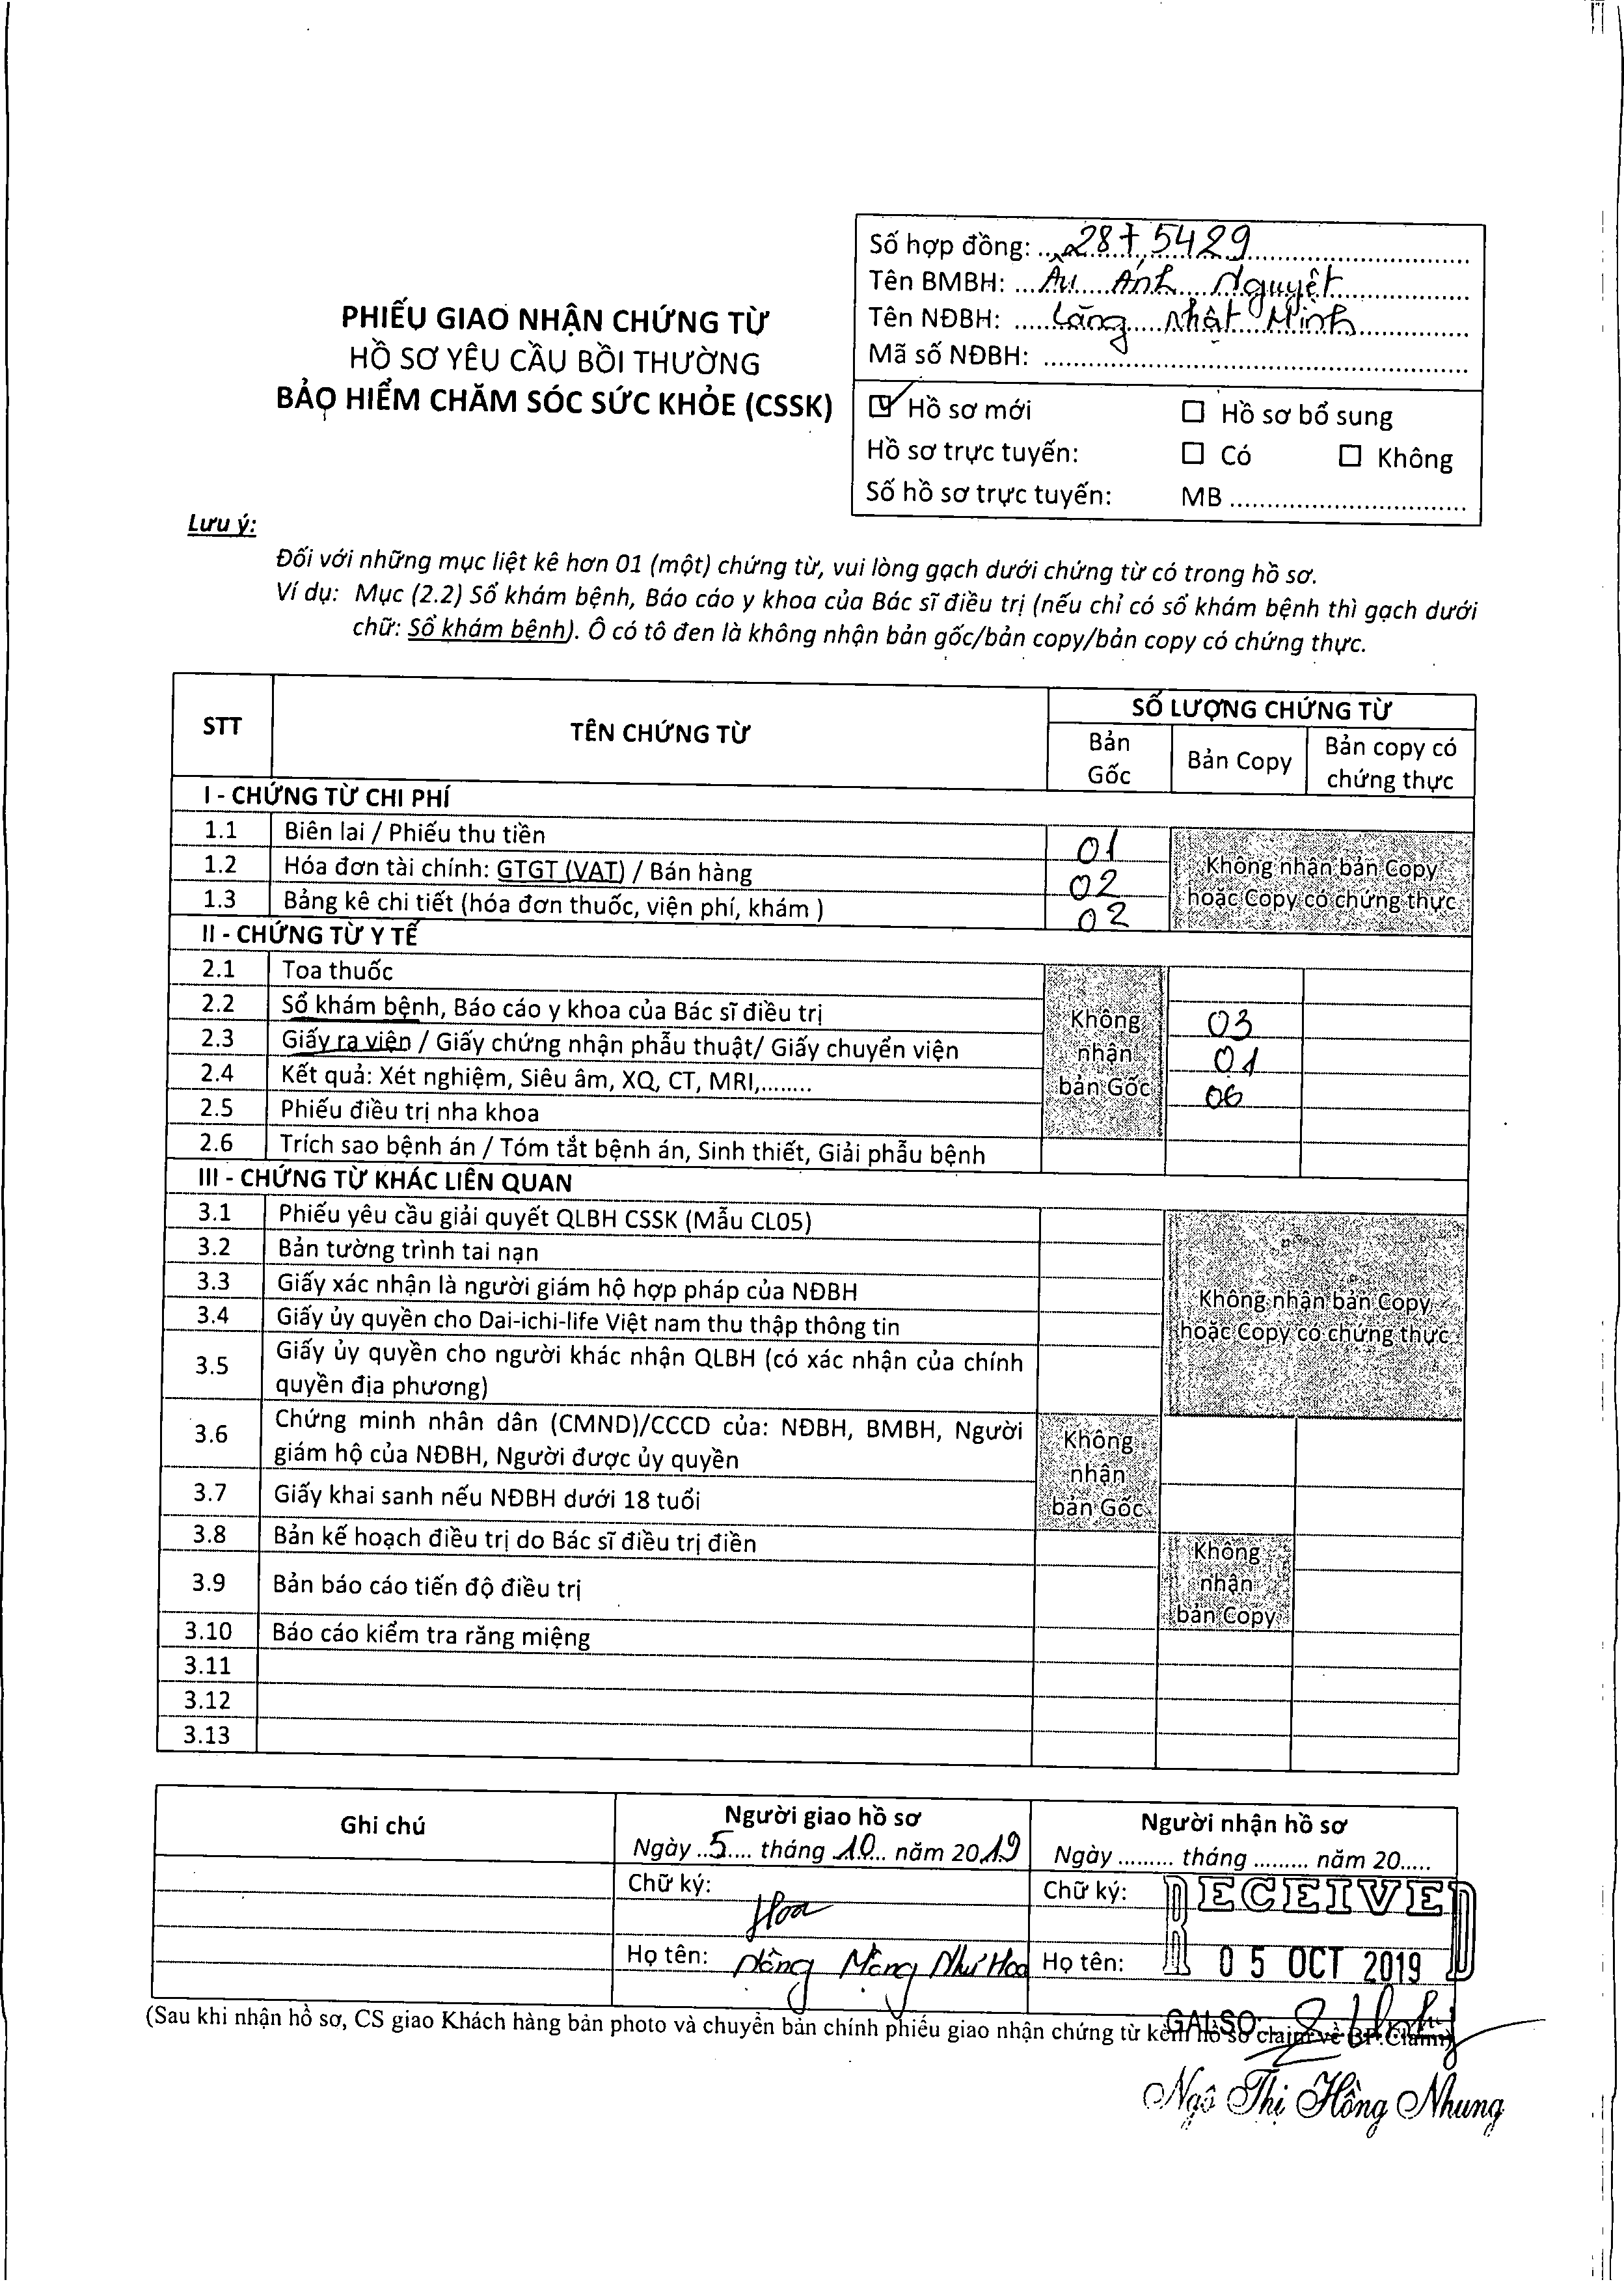 Số hợp đồng: 2875429
Tên BMBH: Âu Ánh Nguyệt
Tên NĐBH: Lăng Nhật Minh
Mã số NĐBH:
PHIẾU GIAO NHẬN CHỨNG TỪ
HỒ SƠ YÊU CẦU BỒI THƯỜNG
BẢO HIỂM CHĂM SÓC SỨC KHỎE (CSSK)
Hồ sơ mới Hồ sơ bổ sung
Hồ sơ trực tuyến: Có Không
Số hồ sơ trực tuyến: MB
Lưu ý:
Đối với những mục liệt kê hơn 01 (một) chứng từ, vui lòng gạch dưới chứng từ có trong hồ sơ.
Ví dụ: Mục (2.2) Sổ khám bệnh, Báo cáo y khoa của Bác sĩ điều trị (nếu chỉ có sổ khám bệnh thì gạch dưới
chữ: Sổ khám bệnh). Ô có tô đen là không nhận bản gốc/bản copy/bản copy có chứng thực.
STT TÊN CHỨNG TỪ SỐ LƯỢNG CHỨNG TỪ
Bản Gốc Bản Copy Bản copy có chứng thực
I - CHỨNG TỪ CHI PHÍ
1.1 Biên lai / Phiếu thu tiền 01
1.2 Hóa đơn tài chính: GTGT (VAT) / Bán hàng 02
1.3 Bảng kê chi tiết (hóa đơn thuốc, viện phí, khám ) 02
Không nhận bản Copy
hoặc Copy có chứng thực
II - CHỨNG TỪ Y TẾ
2.1 Toa thuốc
2.2 Sổ khám bệnh, Báo cáo y khoa của Bác sĩ điều trị 03
2.3 Giấy ra viện / Giấy chứng nhận phẫu thuật/ Giấy chuyển viện 01
2.4 Kết quả: Xét nghiệm, Siêu âm, XQ, CT, MRI,........ 06
2.5 Phiếu điều trị nha khoa
Không
nhận
bản Gốc
2.6 Trích sao bệnh án / Tóm tắt bệnh án, Sinh thiết, Giải phẫu bệnh
III - CHỨNG TỪ KHÁC LIÊN QUAN
3.1 Phiếu yêu cầu giải quyết QLBH CSSK (Mẫu CL05)
3.2 Bản tường trình tai nạn
3.3 Giấy xác nhận là người giám hộ hợp pháp của NĐBH
3.4 Giấy ủy quyền cho Dai-ichi-life Việt nam thu thập thông tin
3.5 Giấy ủy quyền cho người khác nhận QLBH (có xác nhận của chính
quyền địa phương)
Không nhận bản Copy
hoặc Copy có chứng thực
3.6 Chứng minh nhân dân (CMND)/CCCD của: NĐBH, BMBH, Người
giám hộ của NĐBH, Người được ủy quyền
3.7 Giấy khai sanh nếu NĐBH dưới 18 tuổi
Không
nhận
bản Gốc
3.8 Bản kế hoạch điều trị do Bác sĩ điều trị điền
3.9 Bản báo cáo tiến độ điều trị
Không
nhận
bản Copy
3.10 Báo cáo kiểm tra răng miệng
3.11
3.12
3.13
Ghi chú Người giao hồ sơ Người nhận hồ sơ
Ngày 5 tháng 10 năm 2019 Ngày ......... tháng ......... năm 20.....
Chữ ký: Hoa Chữ ký: RECEIVED
Họ tên: Nông Mộng Như Hoa Họ tên: 05 OCT 2019
GALSO
(Sau khi nhận hồ sơ, CS giao Khách hàng bản photo và chuyển bản chính phiếu giao nhận chứng từ kèm hồ sơ claim về BP.Claim)
Ngô Thị Hồng Nhung